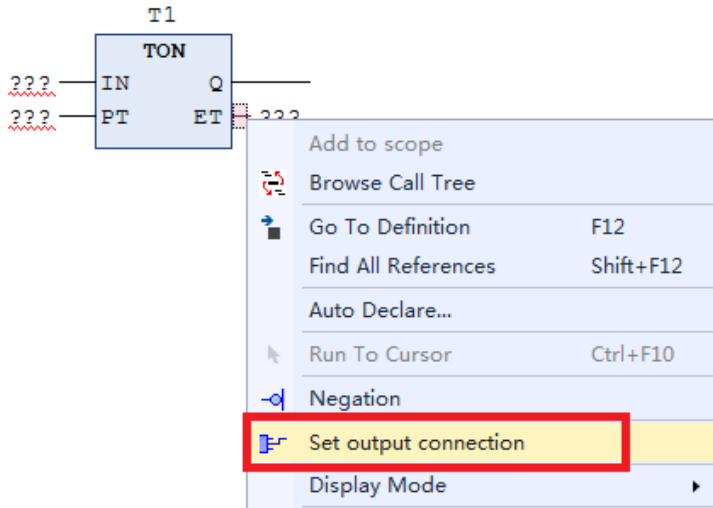 T1
TON
??? IN Q
??? PT ET ???
Add to scope
Browse Call Tree
Go To Definition F12
Find All References Shift+F12
Auto Declare...
Run To Cursor Ctrl+F10
Negation
Set output connection
Display Mode